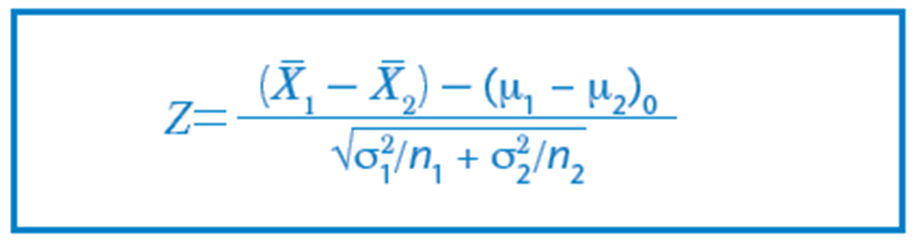 Z= (X̄₁ − X̄₂) − (μ₁ − μ₂)₀
√σ₁²/n₁ + σ₂²/n₂